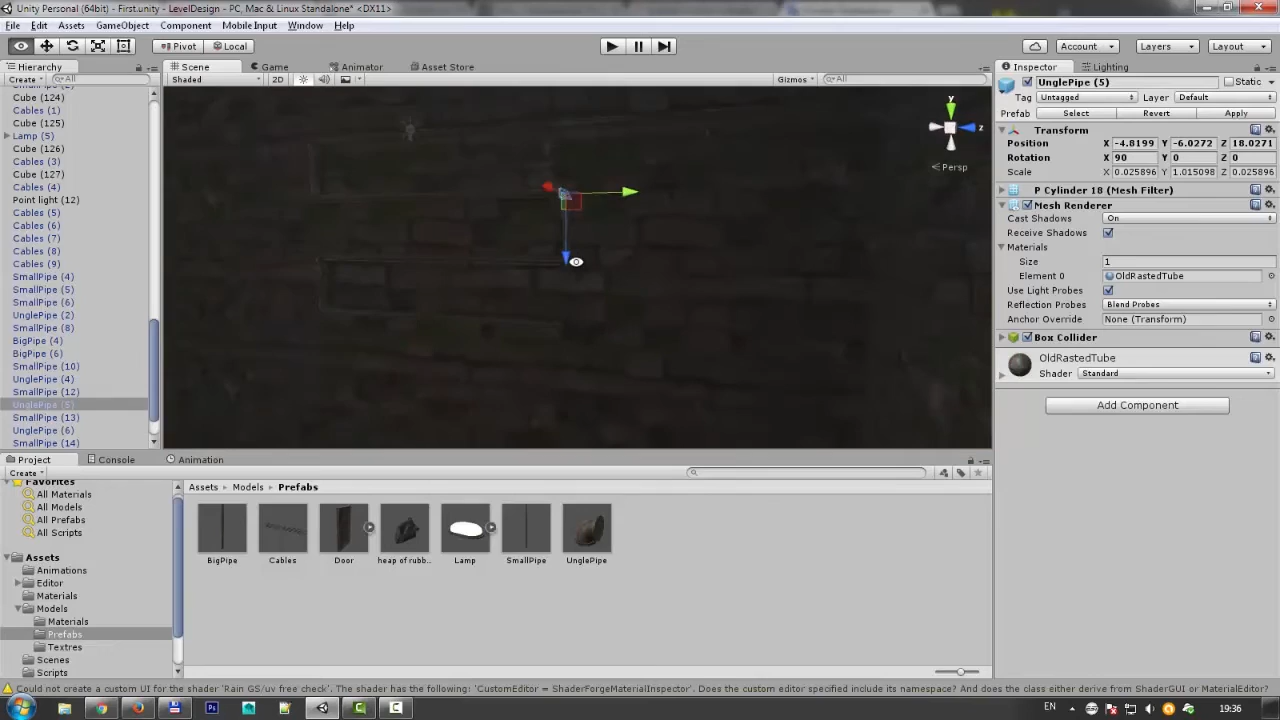 Unity Personal (64bit) - First.unity - LevelDesign - PC, Mac & Linux Standalone* <DX11>
File Edit Assets GameObject Component Mobile Input Window Help
Pivot Local Account Layers Layout
Hierarchy Scene Game Animator Asset Store Inspector Lighting
Create All Shaded 2D Gizmos All UnglePipe (5) Static
Tag Untagged Layer Default
Prefab Select Revert Apply
Cube (124)
Cables (1)
Cube (125)
Lamp (5)
Cube (126)
Cables (3)
Cube (127)
Cables (4)
Point light (12)
Cables (5)
Cables (6)
Cables (7)
Cables (8)
Cables (9)
SmallPipe (4)
SmallPipe (5)
SmallPipe (6)
UnglePipe (2)
SmallPipe (8)
BigPipe (4)
BigPipe (6)
SmallPipe (10)
UnglePipe (4)
SmallPipe (12)
UnglePipe (5)
SmallPipe (13)
UnglePipe (6)
SmallPipe (14)
y
z
Persp
Transform
Position X -4.8199 Y -6.0272 Z 18.0271
Rotation X 90 Y 0 Z 0
Scale X 0.025896 Y 1.015098 Z 0.025896
P Cylinder 18 (Mesh Filter)
Mesh Renderer
Cast Shadows On
Receive Shadows
Materials
Size 1
Element 0 OldRastedTube
Use Light Probes
Reflection Probes Blend Probes
Anchor Override None (Transform)
Box Collider
OldRastedTube
Shader Standard
Add Component
Project Console Animation
Create
Favorites
All Materials
All Models
All Prefabs
All Scripts
Assets
Animations
Editor
Materials
Models
Materials
Prefabs
Textres
Scenes
Scripts
Assets Models Prefabs
BigPipe Cables Door heap of rubb... Lamp SmallPipe UnglePipe
Could not create a custom UI for the shader 'Rain GS/uv free check'. The shader has the following: 'CustomEditor = ShaderForgeMaterialInspector'. Does the custom editor specified include its namespace? And does the class either derive from ShaderGUI or MaterialEditor?
EN 19:36